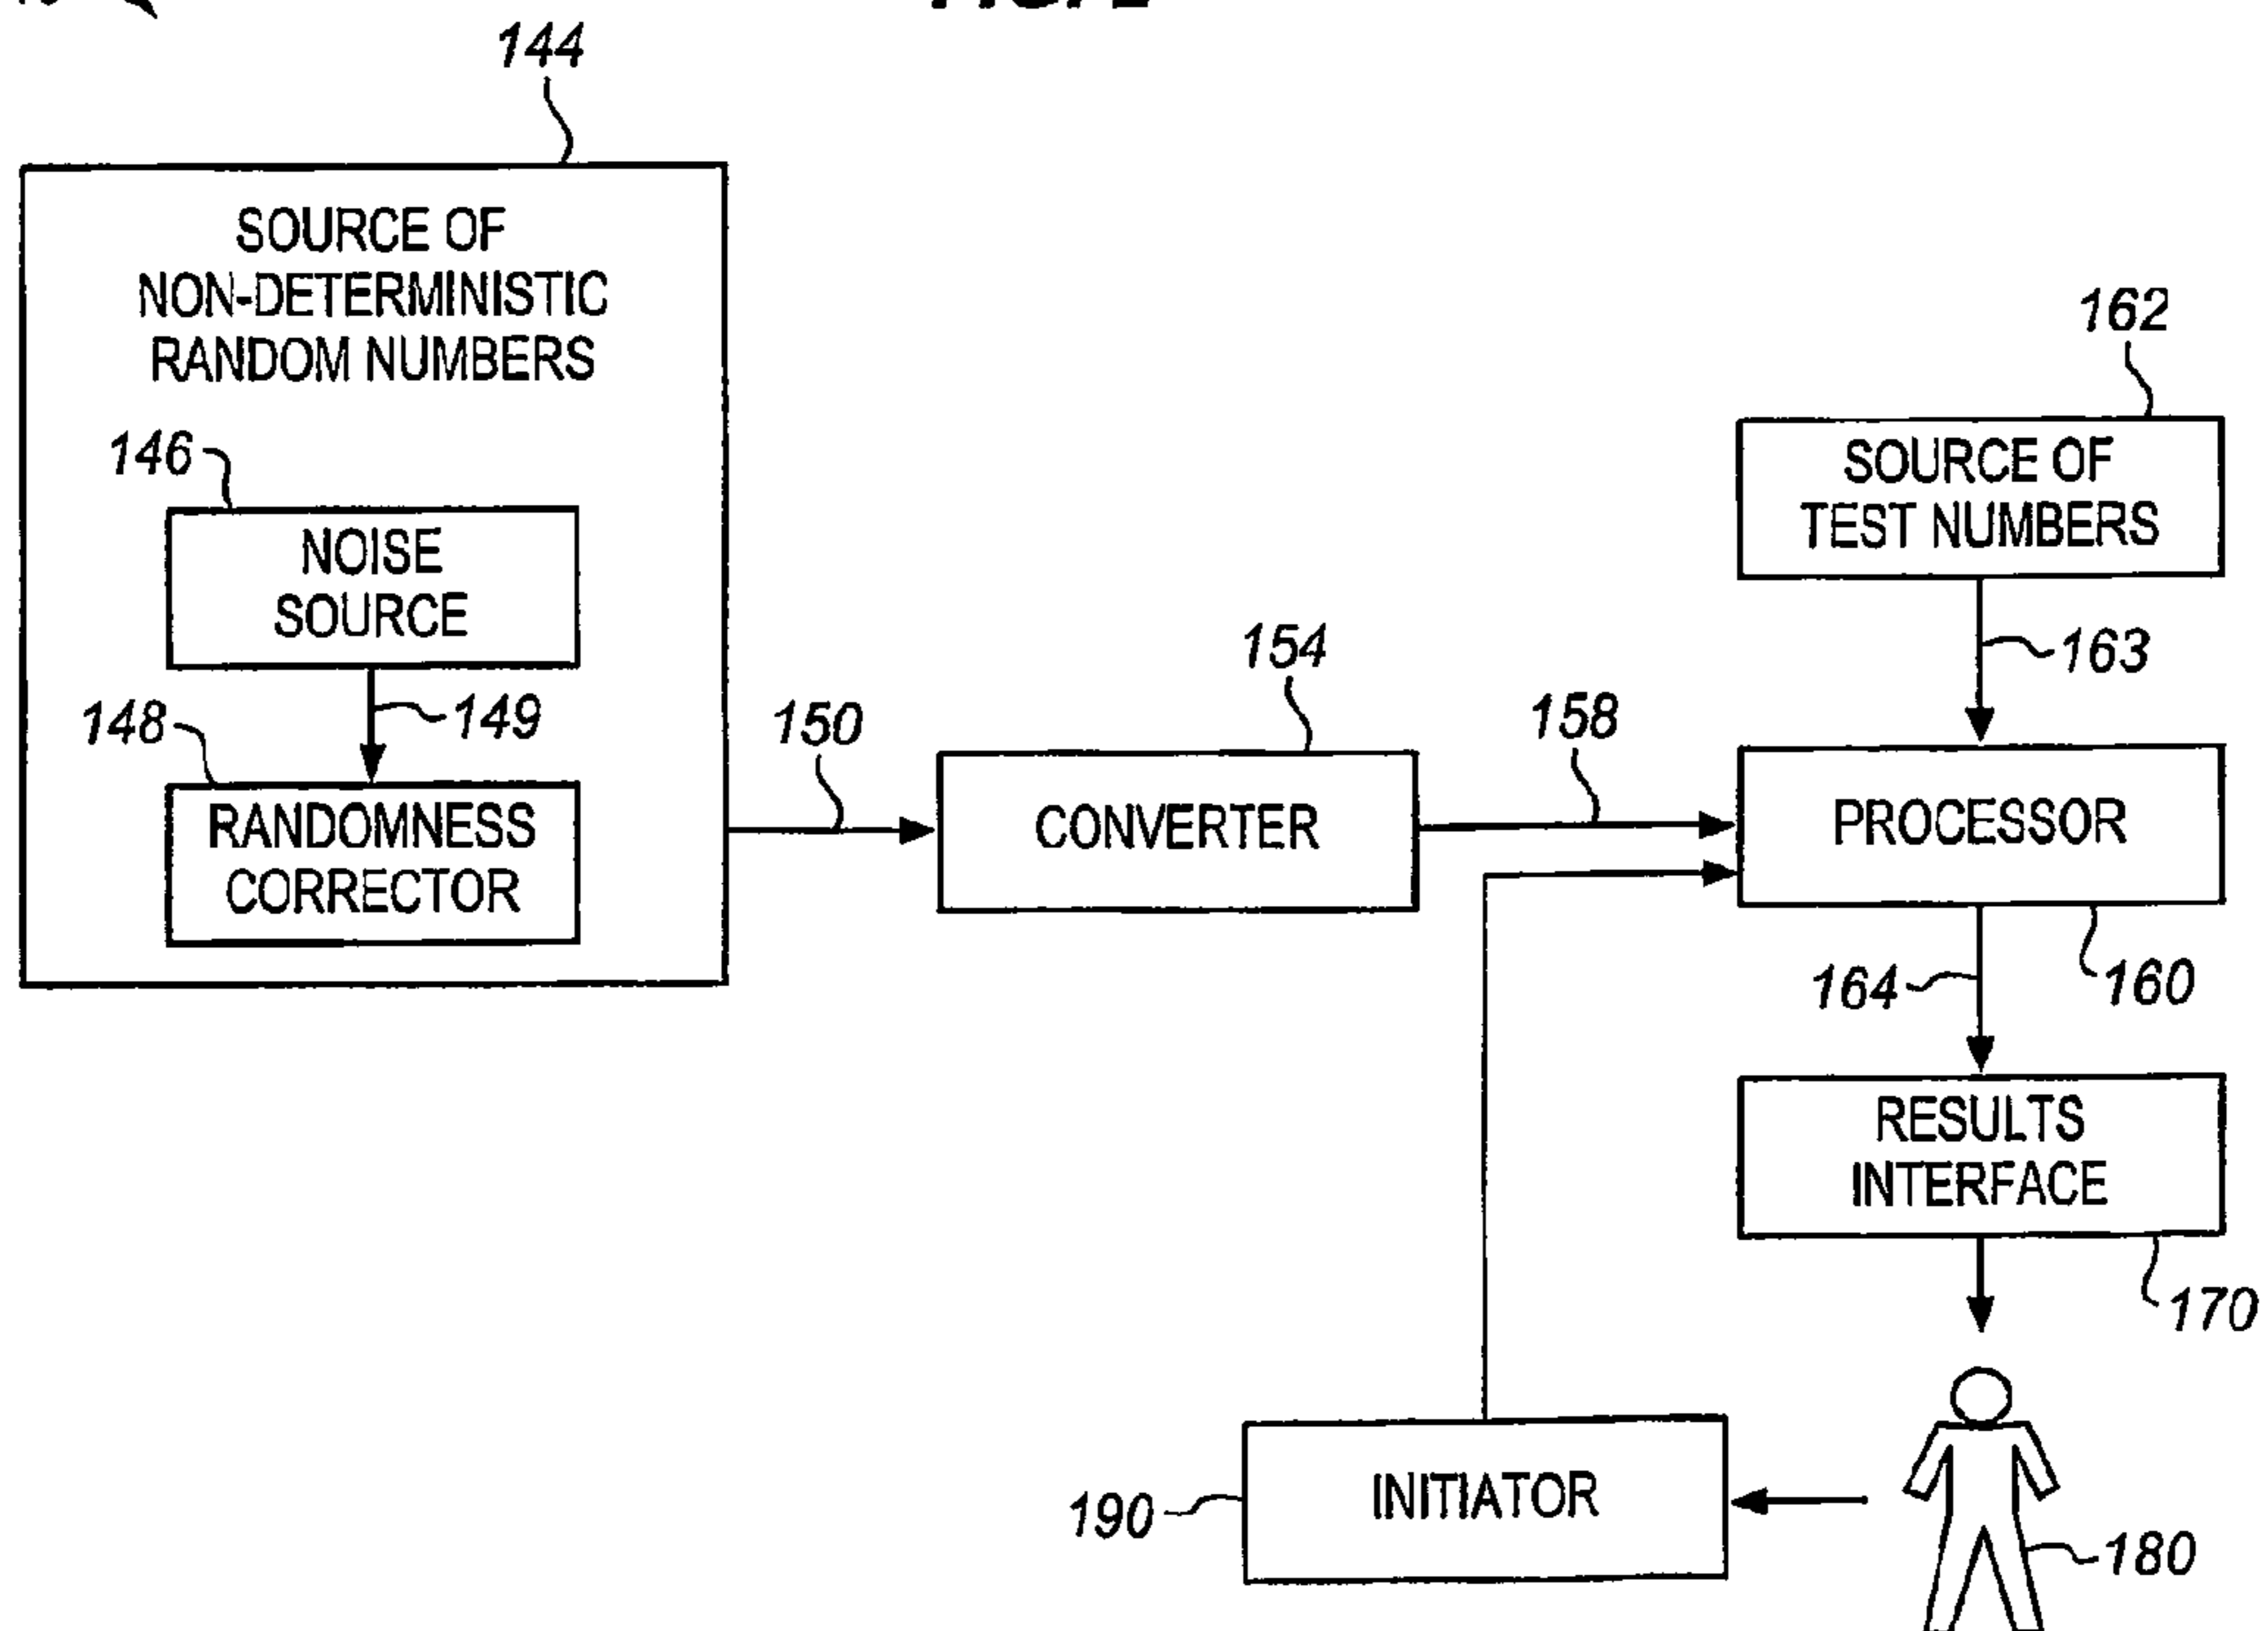 144
SOURCE OF
NON-DETERMINISTIC
RANDOM NUMBERS
146
NOISE
SOURCE
148
149
RANDOMNESS
CORRECTOR
150
154
CONVERTER
158
162
SOURCE OF
TEST NUMBERS
163
PROCESSOR
164
160
RESULTS
INTERFACE
170
190
INITIATOR
180